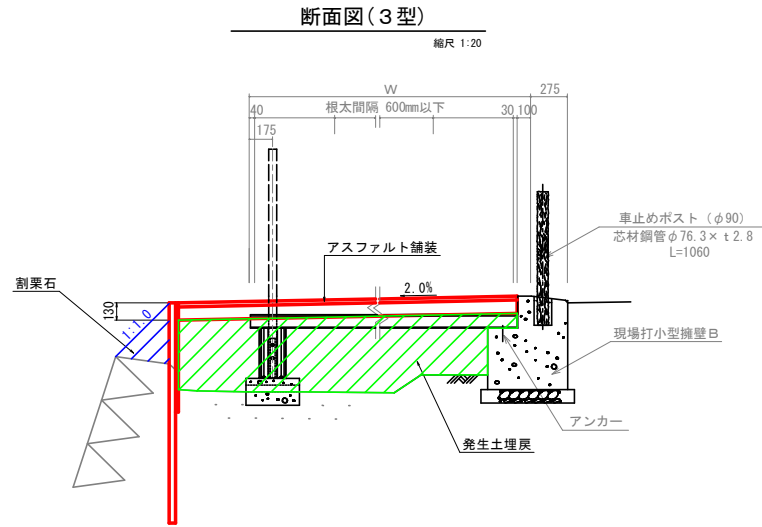 断面図(3型)
縮尺 1:20
W
275
40
根太間隔 600mm以下
30
100
175
車止めポスト(φ90)
芯材鋼管φ76.3×t2.8
L=1060
アスファルト舗装
2.0%
割栗石
130
1:1.0
現場打小型擁壁B
アンカー
発生土埋戻